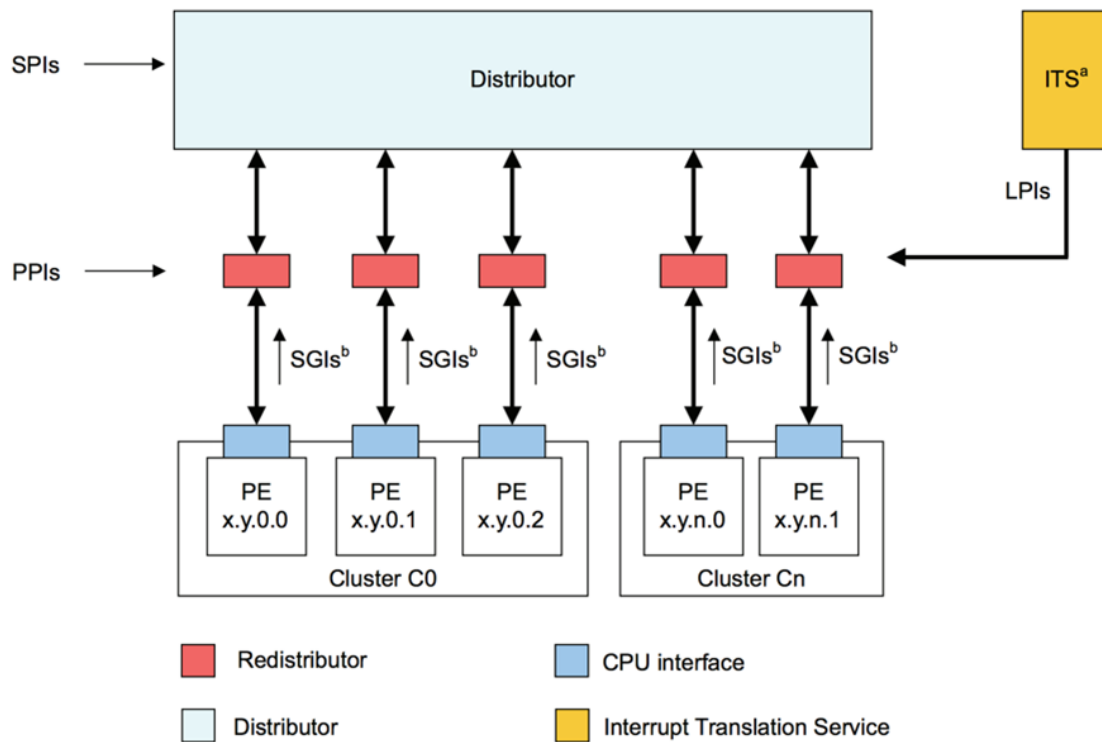 SPIs
Distributor
ITSᵃ
LPIs
PPIs
SGIsᵇ
SGIsᵇ
SGIsᵇ
SGIsᵇ
SGIsᵇ
PE
x.y.0.0
PE
x.y.0.1
PE
x.y.0.2
PE
x.y.n.0
PE
x.y.n.1
Cluster C0
Cluster Cn
Redistributor
CPU interface
Distributor
Interrupt Translation Service